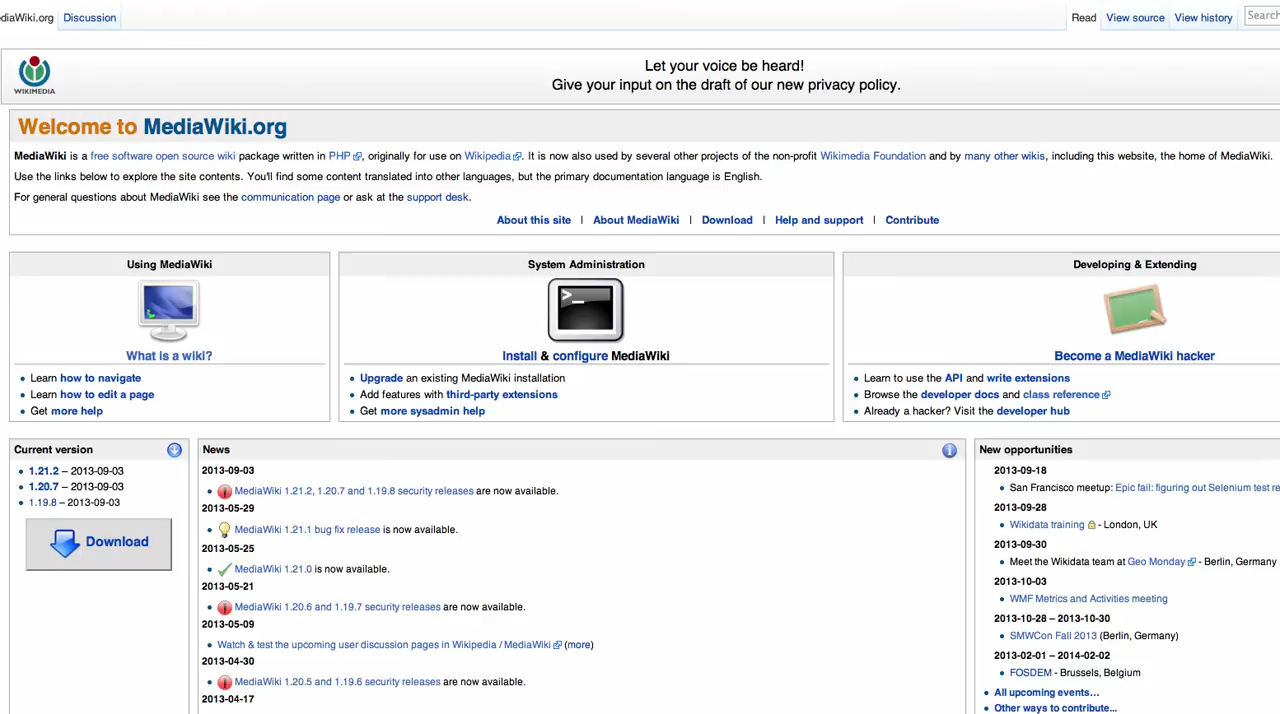 diaWiki.org Discussion Read View source View history Search
WIKIMEDIA
Let your voice be heard!
Give your input on the draft of our new privacy policy.
Welcome to MediaWiki.org
MediaWiki is a free software open source wiki package written in PHP, originally for use on Wikipedia. It is now also used by several other projects of the non-profit Wikimedia Foundation and by many other wikis, including this website, the home of MediaWiki.
Use the links below to explore the site contents. You'll find some content translated into other languages, but the primary documentation language is English.
For general questions about MediaWiki see the communication page or ask at the support desk.
About this site | About MediaWiki | Download | Help and support | Contribute
Using MediaWiki
What is a wiki?
• Learn how to navigate
• Learn how to edit a page
• Get more help
System Administration
Install & configure MediaWiki
• Upgrade an existing MediaWiki installation
• Add features with third-party extensions
• Get more sysadmin help
Developing & Extending
Become a MediaWiki hacker
• Learn to use the API and write extensions
• Browse the developer docs and class reference
• Already a hacker? Visit the developer hub
Current version
• 1.21.2 – 2013-09-03
• 1.20.7 – 2013-09-03
• 1.19.8 – 2013-09-03
Download
News
2013-09-03
• MediaWiki 1.21.2, 1.20.7 and 1.19.8 security releases are now available.
2013-05-29
• MediaWiki 1.21.1 bug fix release is now available.
2013-05-25
• MediaWiki 1.21.0 is now available.
2013-05-21
• MediaWiki 1.20.6 and 1.19.7 security releases are now available.
2013-05-09
• Watch & test the upcoming user discussion pages in Wikipedia / MediaWiki (more)
2013-04-30
• MediaWiki 1.20.5 and 1.19.6 security releases are now available.
2013-04-17
New opportunities
2013-09-18
• San Francisco meetup: Epic fail: figuring out Selenium test re
2013-09-28
• Wikidata training - London, UK
2013-09-30
• Meet the Wikidata team at Geo Monday - Berlin, Germany
2013-10-03
• WMF Metrics and Activities meeting
2013-10-28 – 2013-10-30
• SMWCon Fall 2013 (Berlin, Germany)
2013-02-01 – 2014-02-02
• FOSDEM - Brussels, Belgium
• All upcoming events…
• Other ways to contribute...